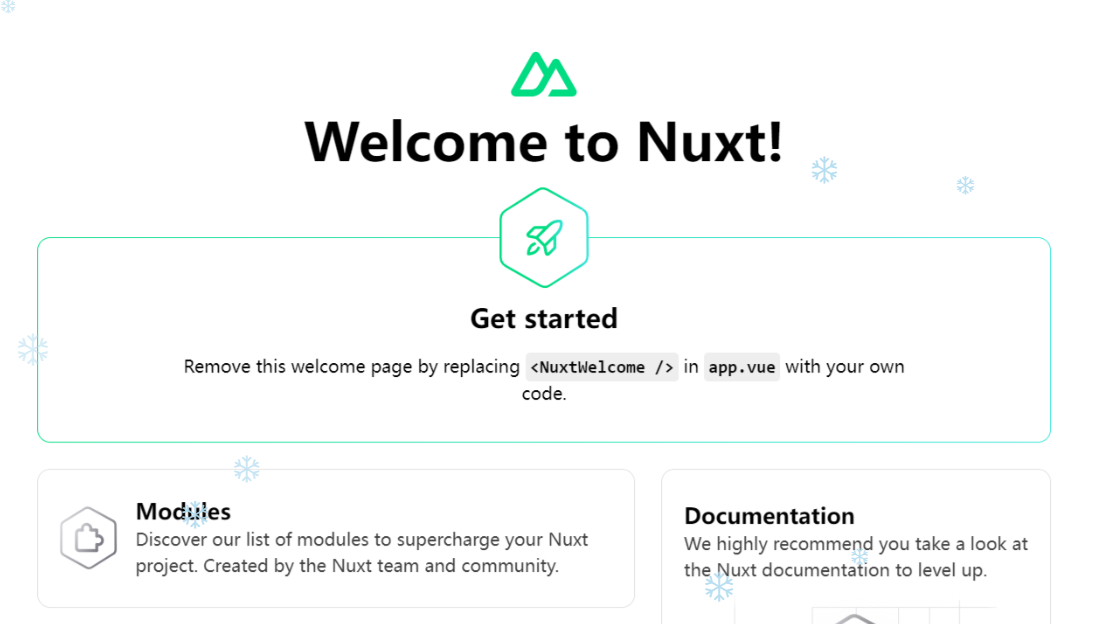 Welcome to Nuxt!
Get started
Remove this welcome page by replacing <NuxtWelcome /> in app.vue with your own
code.
Modules
Discover our list of modules to supercharge your Nuxt
project. Created by the Nuxt team and community.
Documentation
We highly recommend you take a look at
the Nuxt documentation to level up.